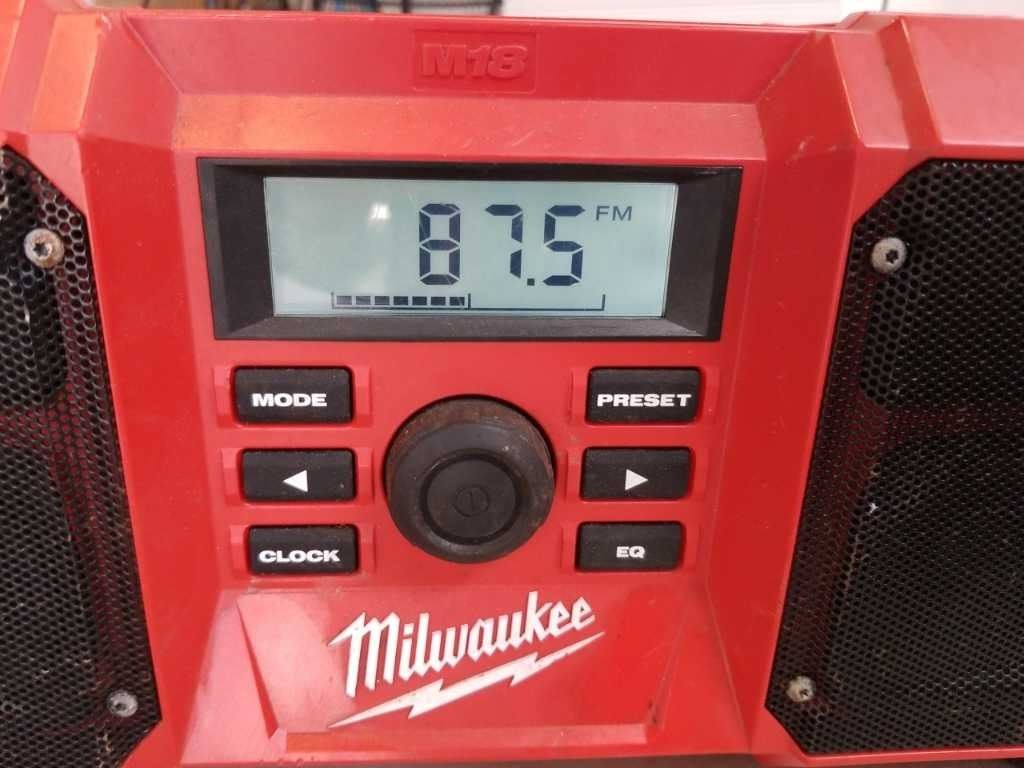 M18
87.5 FM
MODE
PRESET
◄
►
CLOCK
EQ
Milwaukee